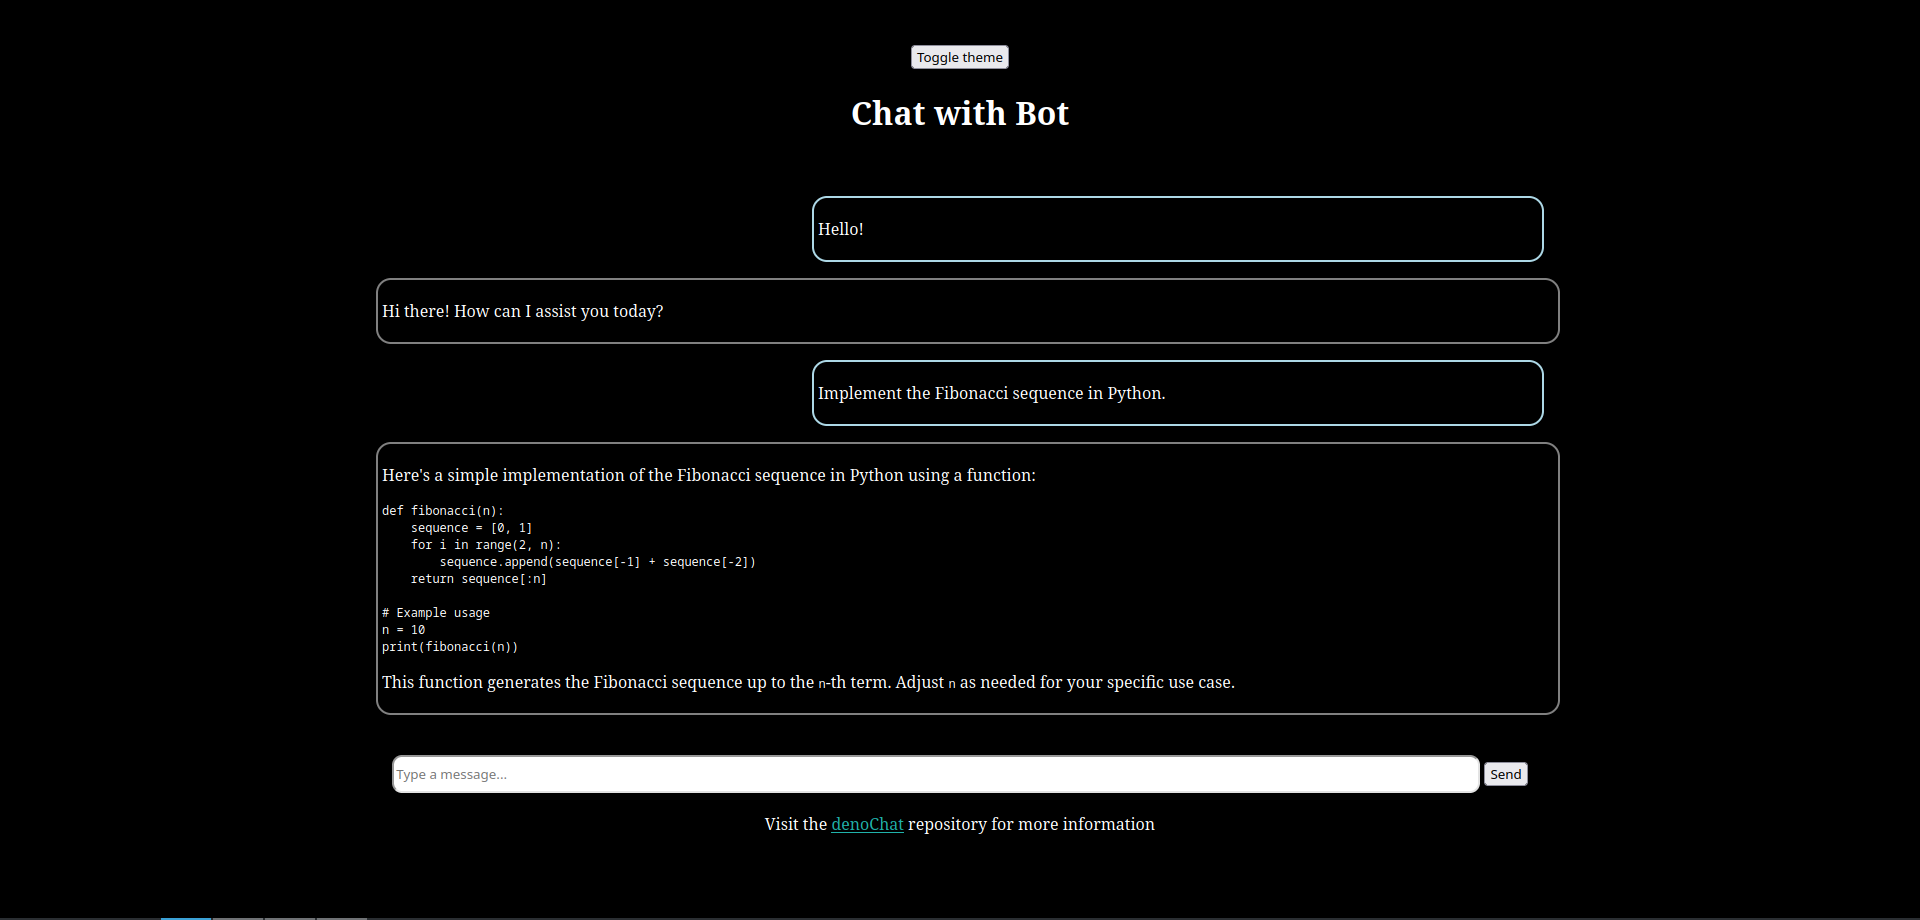 Toggle theme
Chat with Bot
Hello!
Hi there! How can I assist you today?
Implement the Fibonacci sequence in Python.
Here's a simple implementation of the Fibonacci sequence in Python using a function:
def fibonacci(n):
    sequence = [0, 1]
    for i in range(2, n):
        sequence.append(sequence[-1] + sequence[-2])
    return sequence[:n]

# Example usage
n = 10
print(fibonacci(n))
This function generates the Fibonacci sequence up to the n-th term. Adjust n as needed for your specific use case.
Type a message...
Send
Visit the denoChat repository for more information